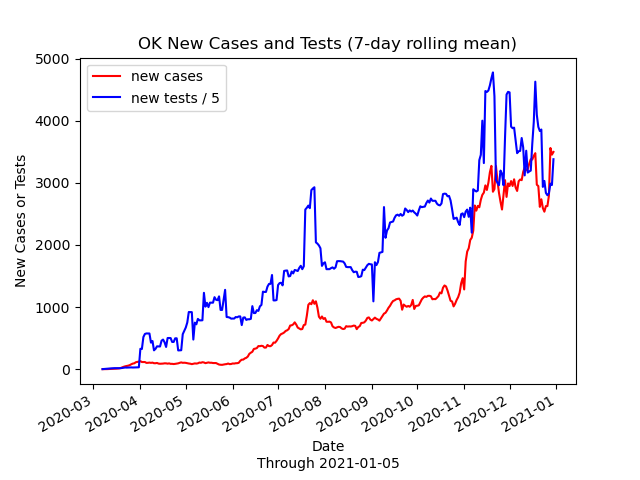 OK New Cases and Tests (7-day rolling mean)
new cases
new tests / 5
New Cases or Tests
5000
4000
3000
2000
1000
0
2020-03
2020-04
2020-05
2020-06
2020-07
2020-08
2020-09
2020-10
2020-11
2020-12
2021-01
Date
Through 2021-01-05